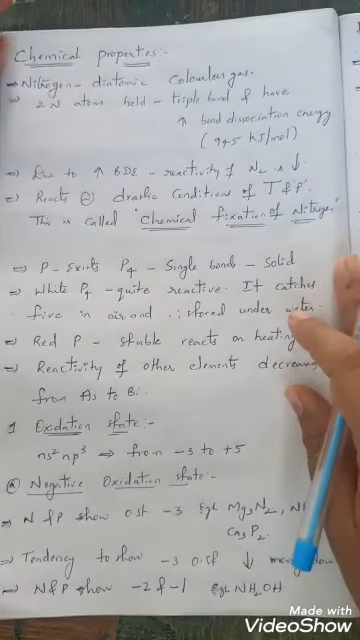 Chemical properties :-
⇒ Nitrogen - diatomic colourless gas.
⇒ 2 N atoms held - triple bond & have
↑ bond dissociation energy
(945 kJ/mol)
⇒ Due to ↑ BDE - reactivity of N₂ is ↓.
⇒ Reacts @ drastic condition of T & P.
This is called 'Chemical fixation of Nitrogen'
⇒ P - Exists P₄ - Single bonds - Solid
⇒ White P₄ - quite reactive. It catches
fire in air and ∴ stored under water.
⇒ Red P - stable reacts on heating
⇒ Reactivity of other elements decreases
from As to Bi.
1 Oxidation state :-
ns² np³ ⇒ from -3 to +5
ⓐ Negative Oxidation state :-
⇒ N & P show o.st -3 Eg: Mg₃N₂,
Ca₃P₂.
⇒ Tendency to show -3 o.st ↓ moving down
⇒ N & P show -2 & -1 Eg: NH₂OH
Made with
VideoShow